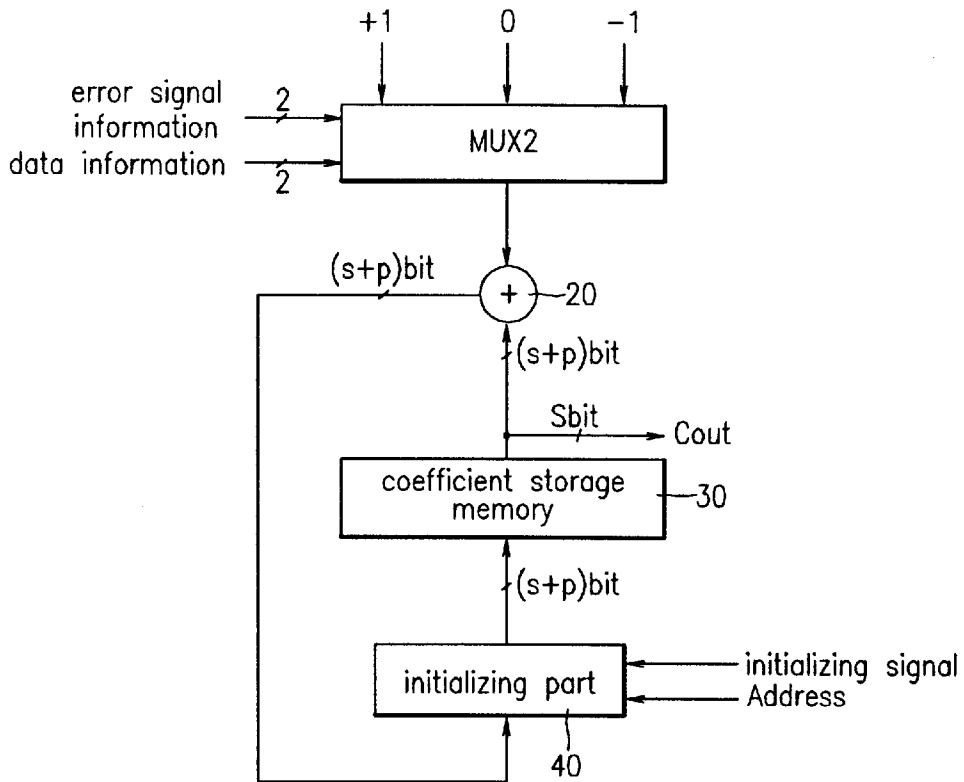 +1 0 -1
error signal
information
2
MUX2
data information
2
(s+p)bit
+
20
(s+p)bit
Sbit
Cout
coefficient storage
memory
30
(s+p)bit
initializing part
initializing signal
Address
40